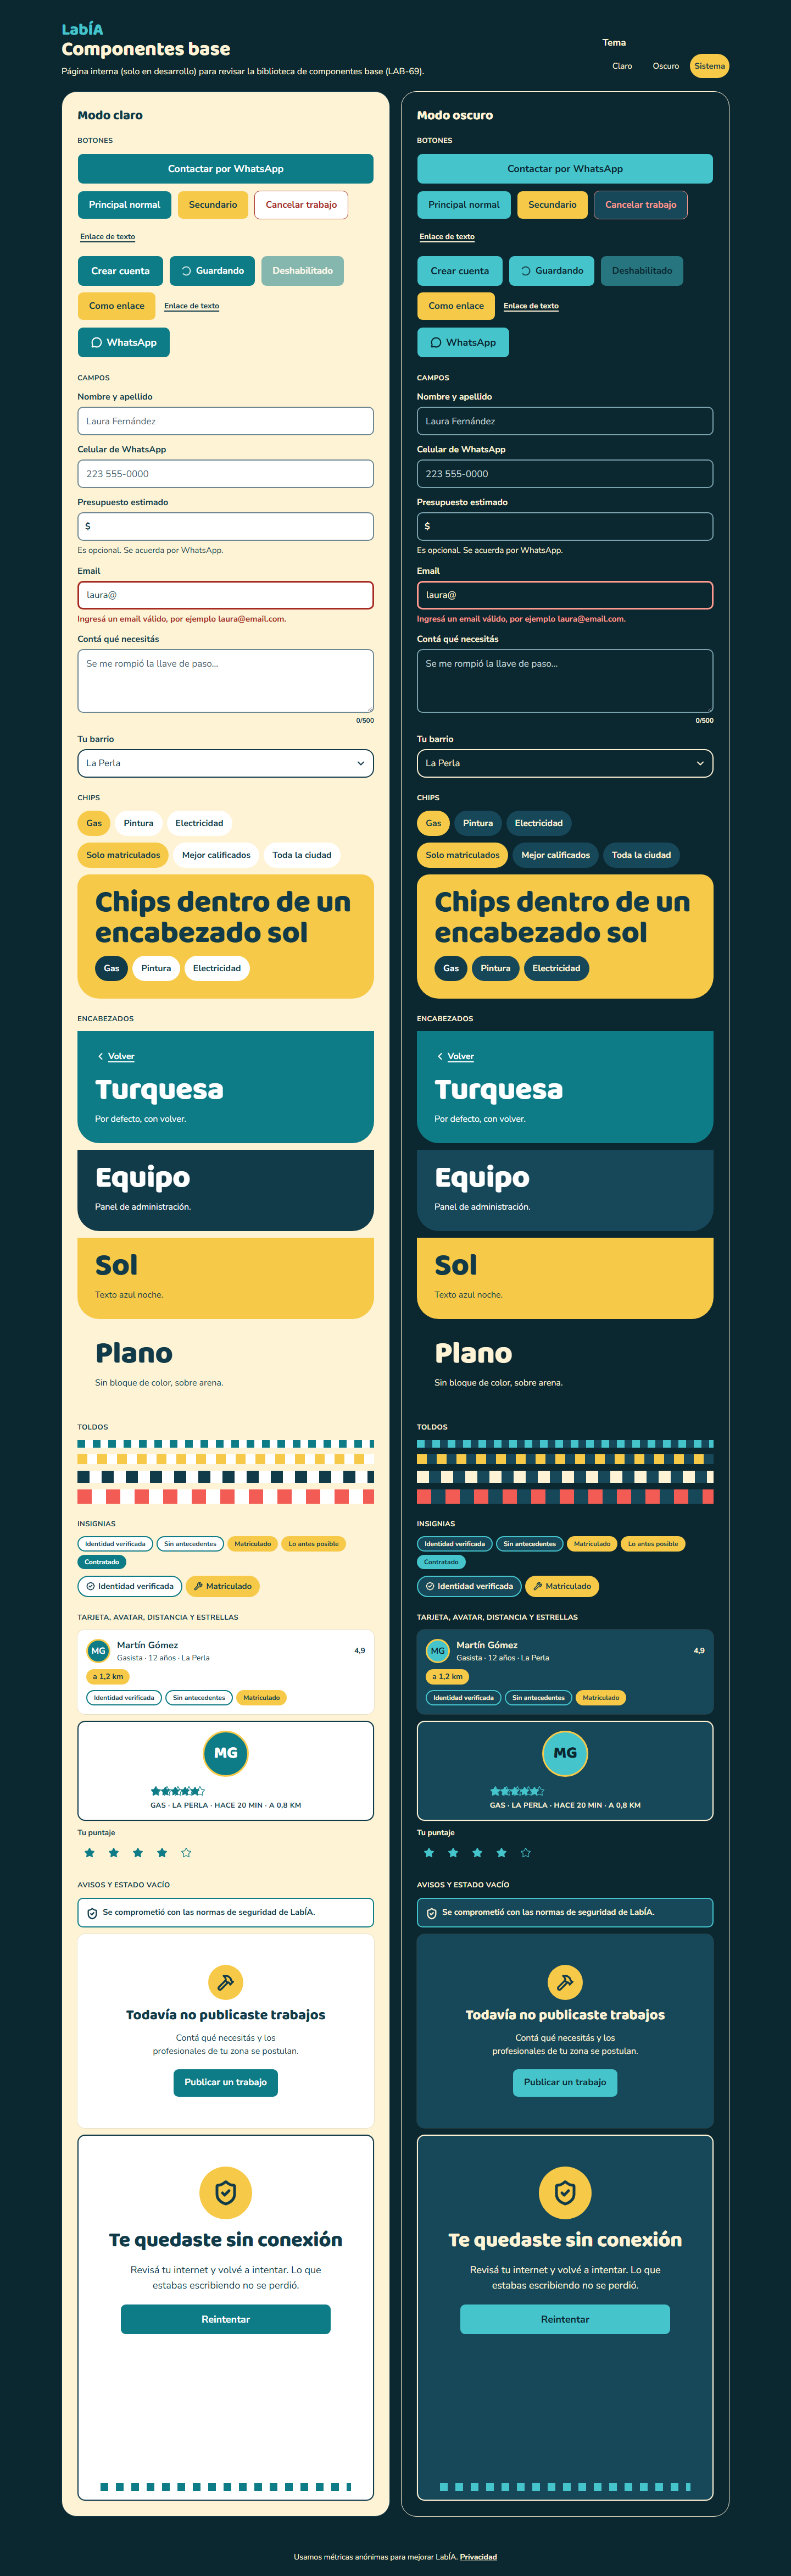 LabÍA
Componentes base
Página interna (solo en desarrollo) para revisar la biblioteca de componentes base (LAB-69).
Tema
Claro Oscuro Sistema
Modo claro
BOTONES
Contactar por WhatsApp
Principal normal Secundario Cancelar trabajo
Enlace de texto
Crear cuenta Guardando Deshabilitado
Como enlace Enlace de texto
WhatsApp
CAMPOS
Nombre y apellido
Laura Fernández
Celular de WhatsApp
223 555-0000
Presupuesto estimado
$
Es opcional. Se acuerda por WhatsApp.
Email
laura@
Ingresá un email válido, por ejemplo laura@email.com.
Contá qué necesitás
Se me rompió la llave de paso...
0/500
Tu barrio
La Perla
CHIPS
Gas Pintura Electricidad
Solo matriculados Mejor calificados Toda la ciudad
Chips dentro de un
encabezado sol
Gas Pintura Electricidad
ENCABEZADOS
Volver
Turquesa
Por defecto, con volver.
Equipo
Panel de administración.
Sol
Texto azul noche.
Plano
Sin bloque de color, sobre arena.
TOLDOS
INSIGNIAS
Identidad verificada Sin antecedentes Matriculado Lo antes posible
Contratado
Identidad verificada Matriculado
TARJETA, AVATAR, DISTANCIA Y ESTRELLAS
MG Martín Gómez 4,9
Gasista · 12 años · La Perla
a 1,2 km
Identidad verificada Sin antecedentes Matriculado
MG
GAS · LA PERLA · HACE 20 MIN · A 0,8 KM
Tu puntaje
AVISOS Y ESTADO VACÍO
Se comprometió con las normas de seguridad de LabÍA.
Todavía no publicaste trabajos
Contá qué necesitás y los
profesionales de tu zona se postulan.
Publicar un trabajo
Te quedaste sin conexión
Revisá tu internet y volvé a intentar. Lo que
estabas escribiendo no se perdió.
Reintentar
Modo oscuro
BOTONES
Contactar por WhatsApp
Principal normal Secundario Cancelar trabajo
Enlace de texto
Crear cuenta Guardando Deshabilitado
Como enlace Enlace de texto
WhatsApp
CAMPOS
Nombre y apellido
Laura Fernández
Celular de WhatsApp
223 555-0000
Presupuesto estimado
$
Es opcional. Se acuerda por WhatsApp.
Email
laura@
Ingresá un email válido, por ejemplo laura@email.com.
Contá qué necesitás
Se me rompió la llave de paso...
0/500
Tu barrio
La Perla
CHIPS
Gas Pintura Electricidad
Solo matriculados Mejor calificados Toda la ciudad
Chips dentro de un
encabezado sol
Gas Pintura Electricidad
ENCABEZADOS
Volver
Turquesa
Por defecto, con volver.
Equipo
Panel de administración.
Sol
Texto azul noche.
Plano
Sin bloque de color, sobre arena.
TOLDOS
INSIGNIAS
Identidad verificada Sin antecedentes Matriculado Lo antes posible
Contratado
Identidad verificada Matriculado
TARJETA, AVATAR, DISTANCIA Y ESTRELLAS
MG Martín Gómez 4,9
Gasista · 12 años · La Perla
a 1,2 km
Identidad verificada Sin antecedentes Matriculado
MG
GAS · LA PERLA · HACE 20 MIN · A 0,8 KM
Tu puntaje
AVISOS Y ESTADO VACÍO
Se comprometió con las normas de seguridad de LabÍA.
Todavía no publicaste trabajos
Contá qué necesitás y los
profesionales de tu zona se postulan.
Publicar un trabajo
Te quedaste sin conexión
Revisá tu internet y volvé a intentar. Lo que
estabas escribiendo no se perdió.
Reintentar
Usamos métricas anónimas para mejorar LabÍA. Privacidad